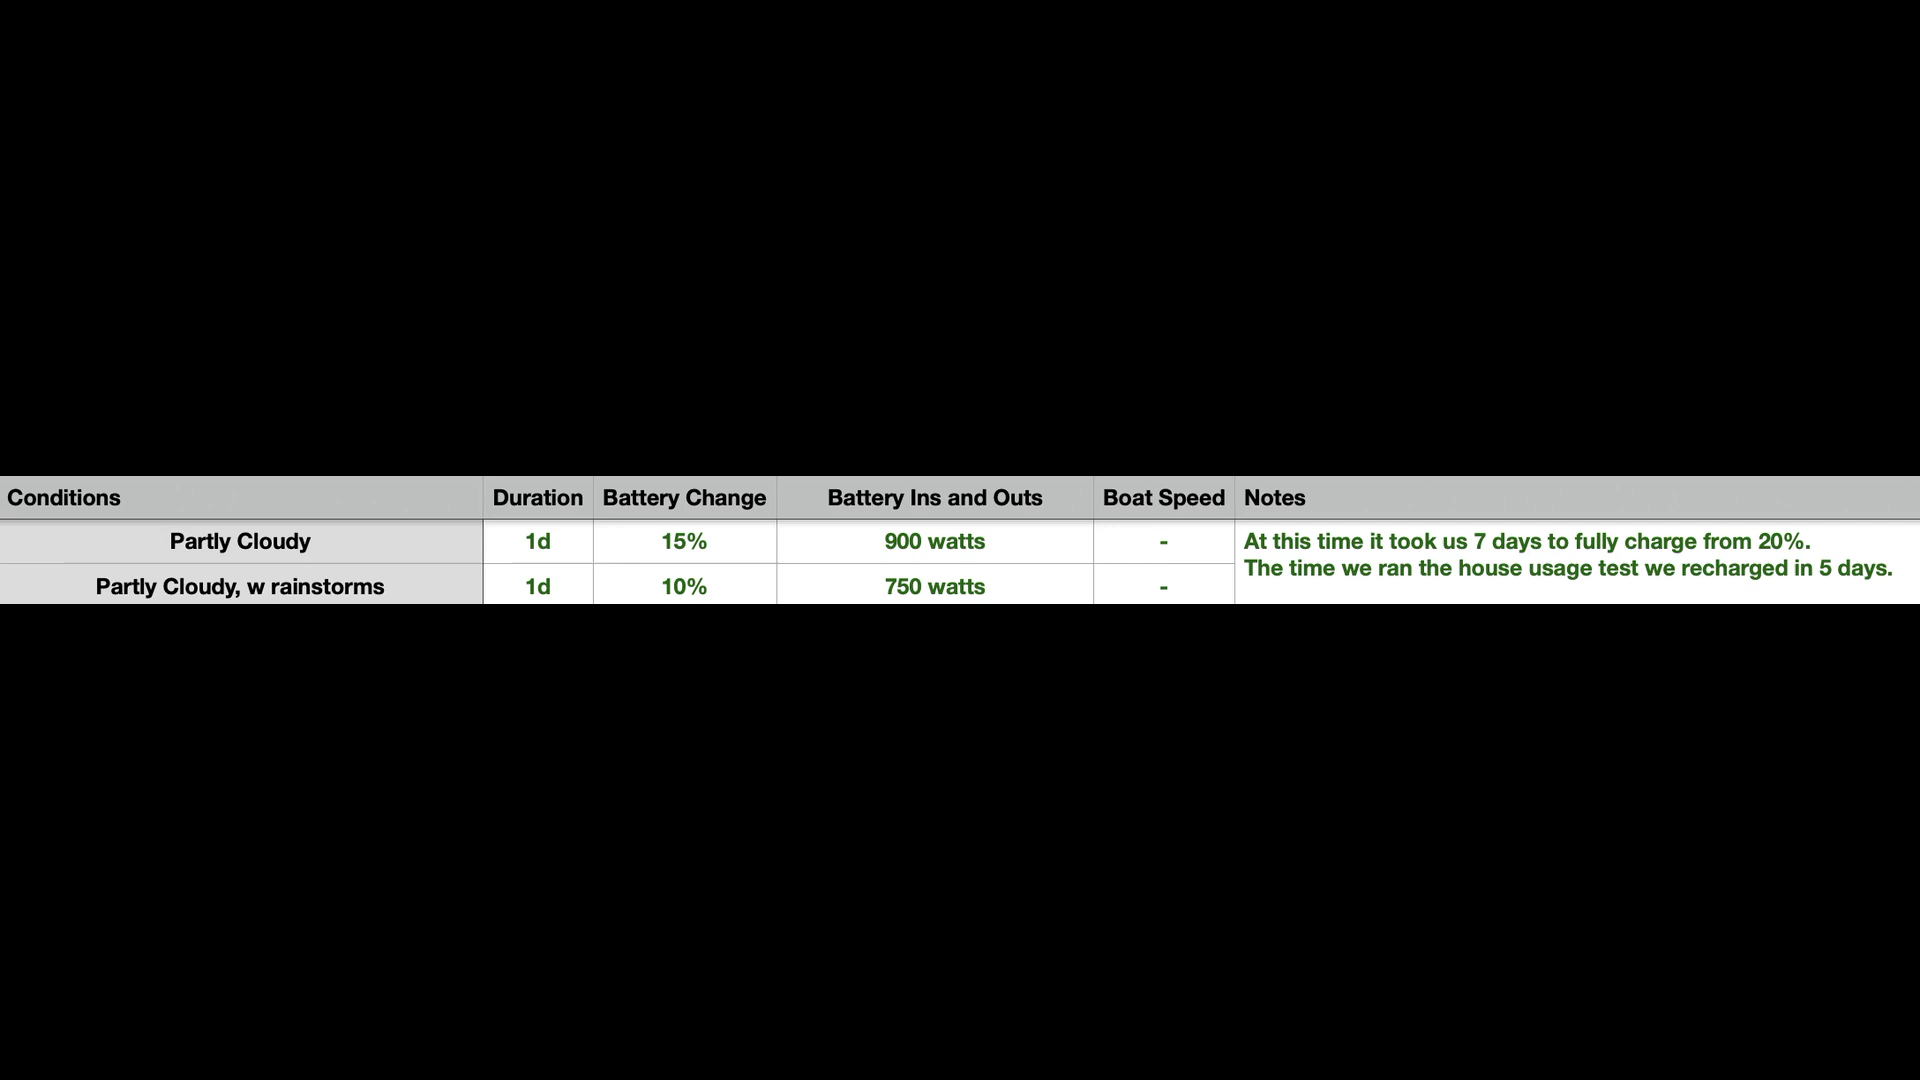 Conditions Duration Battery Change Battery Ins and Outs Boat Speed Notes
Partly Cloudy 1d 15% 900 watts - At this time it took us 7 days to fully charge from 20%.
The time we ran the house usage test we recharged in 5 days.
Partly Cloudy, w rainstorms 1d 10% 750 watts -